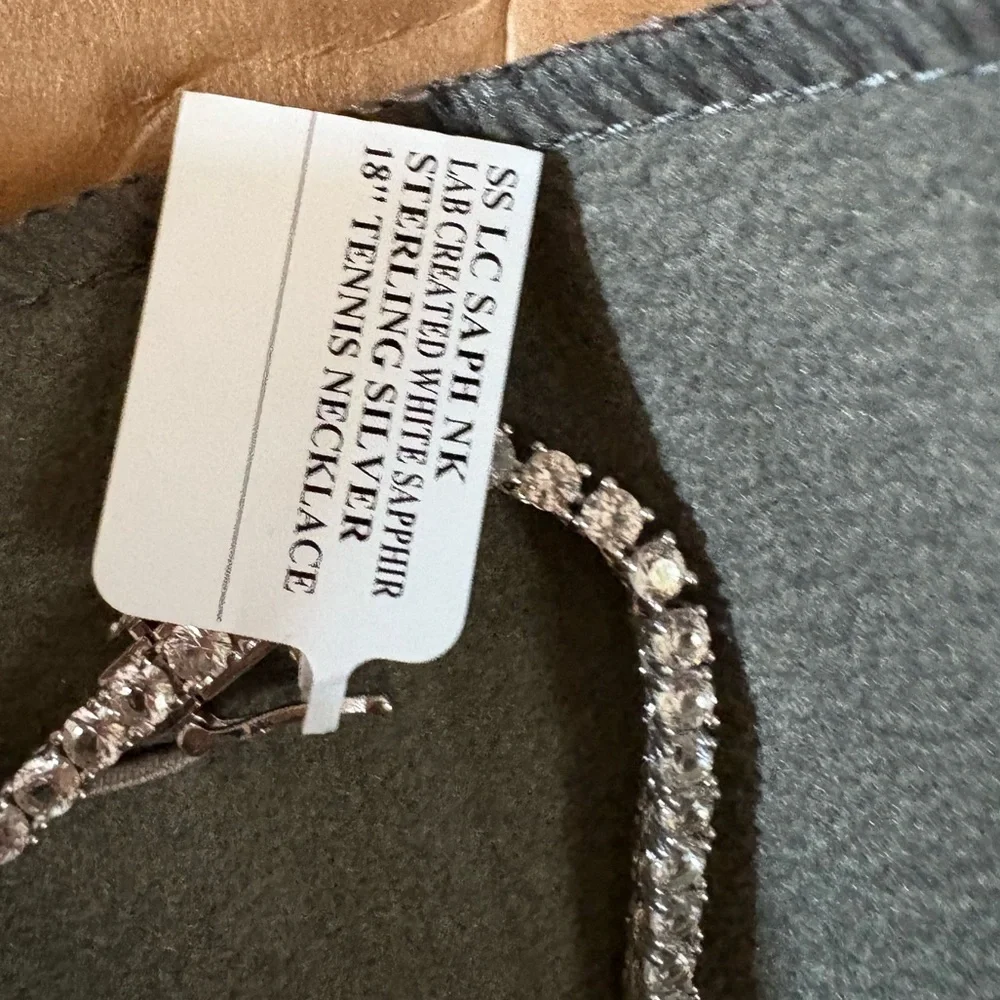 SS LC SAPH NK
LAB CREATED WHITE SAPPHIR
STERLING SILVER
18" TENNIS NECKLACE